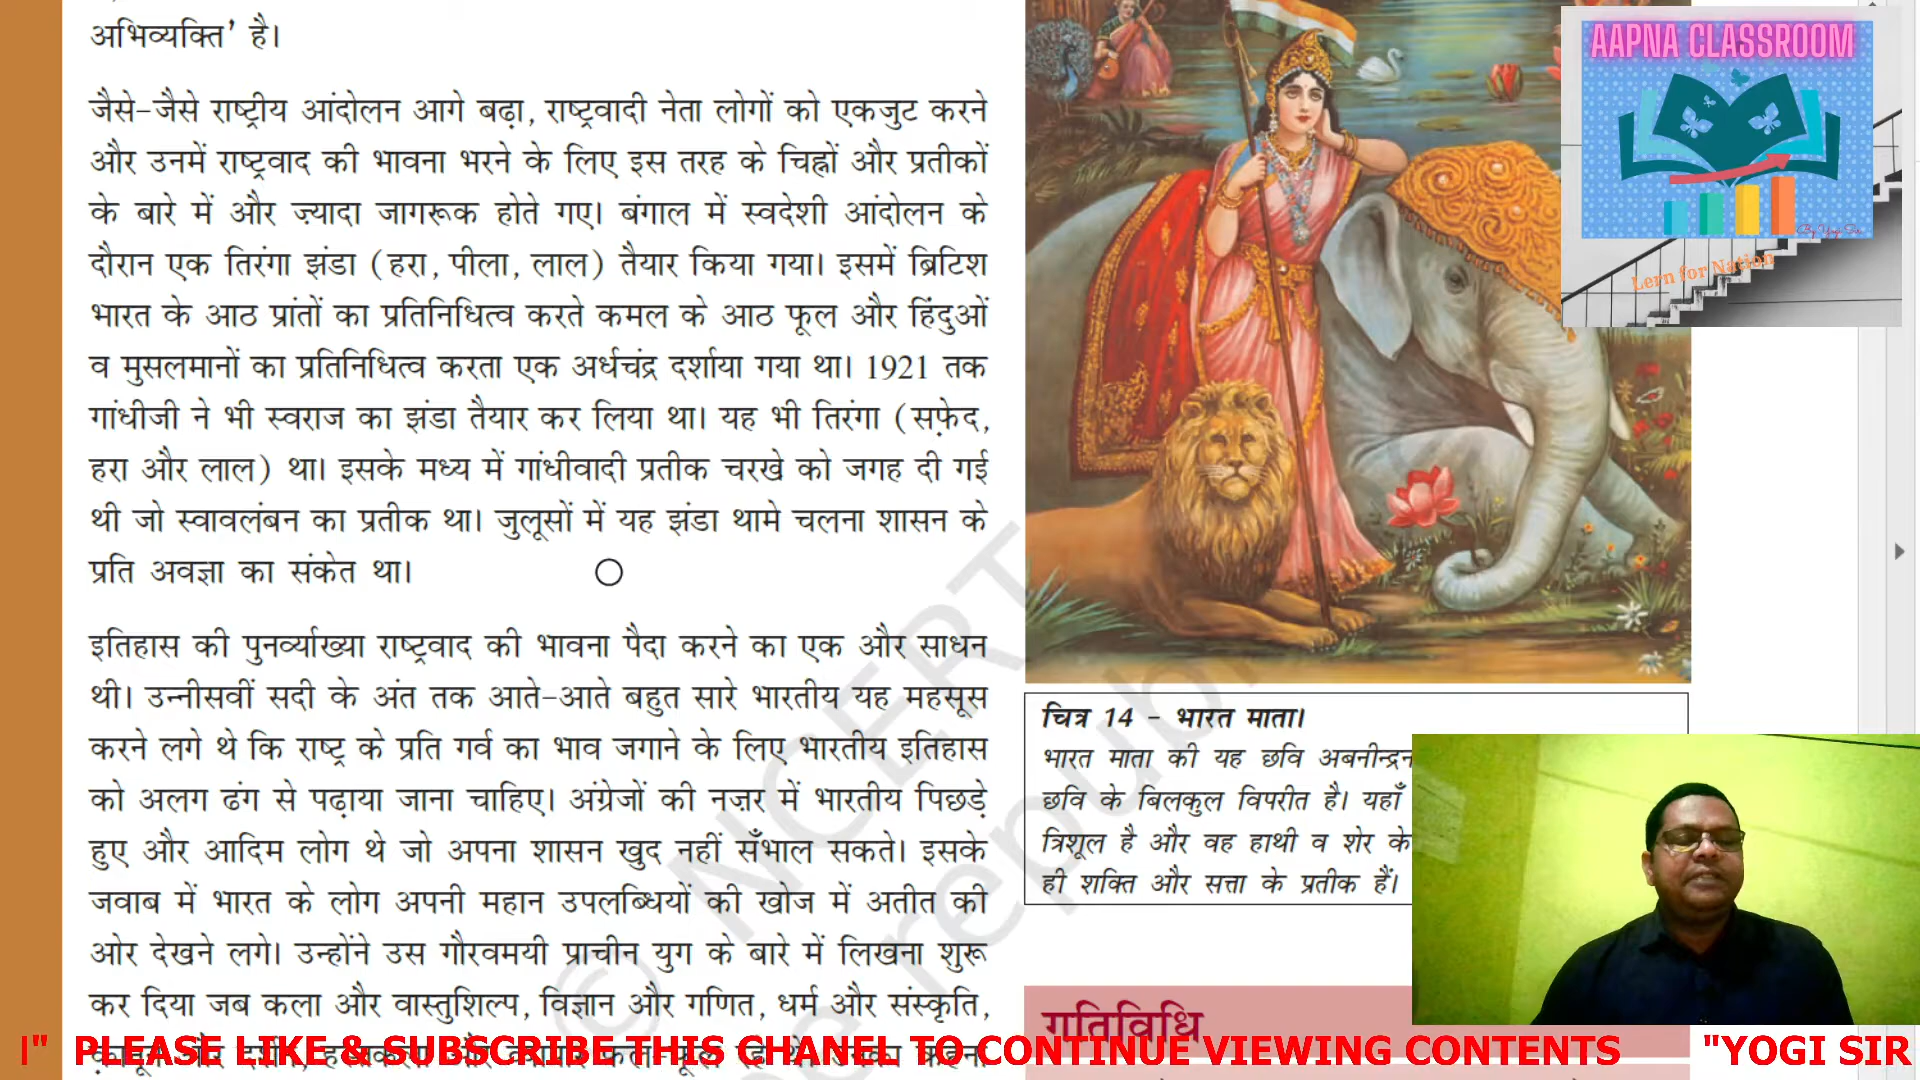 अभिव्यक्ति' है।
जैसे-जैसे राष्ट्रीय आंदोलन आगे बढ़ा, राष्ट्रवादी नेता लोगों को एकजुट करने
और उनमें राष्ट्रवाद की भावना भरने के लिए इस तरह के चिह्नों और प्रतीकों
के बारे में और ज़्यादा जागरूक होते गए। बंगाल में स्वदेशी आंदोलन के
दौरान एक तिरंगा झंडा (हरा, पीला, लाल) तैयार किया गया। इसमें ब्रिटिश
भारत के आठ प्रांतों का प्रतिनिधित्व करते कमल के आठ फूल और हिंदुओं
व मुसलमानों का प्रतिनिधित्व करता एक अर्धचंद्र दर्शाया गया था। 1921 तक
गांधीजी ने भी स्वराज का झंडा तैयार कर लिया था। यह भी तिरंगा (सफ़ेद,
हरा और लाल) था। इसके मध्य में गांधीवादी प्रतीक चरखे को जगह दी गई
थी जो स्वावलंबन का प्रतीक था। जुलूसों में यह झंडा थामे चलना शासन के
प्रति अवज्ञा का संकेत था।
इतिहास की पुनर्व्याख्या राष्ट्रवाद की भावना पैदा करने का एक और साधन
थी। उन्नीसवीं सदी के अंत तक आते-आते बहुत सारे भारतीय यह महसूस
करने लगे थे कि राष्ट्र के प्रति गर्व का भाव जगाने के लिए भारतीय इतिहास
को अलग ढंग से पढ़ाया जाना चाहिए। अंग्रेजों की नज़र में भारतीय पिछड़े
हुए और आदिम लोग थे जो अपना शासन खुद नहीं सँभाल सकते। इसके
जवाब में भारत के लोग अपनी महान उपलब्धियों की खोज में अतीत की
ओर देखने लगे। उन्होंने उस गौरवमयी प्राचीन युग के बारे में लिखना शुरू
कर दिया जब कला और वास्तुशिल्प, विज्ञान और गणित, धर्म और संस्कृति,
चित्र 14 – भारत माता।
भारत माता की यह छवि
छवि के बिलकुल विपरीत है। यहाँ
त्रिशूल है और वह हाथी व शेर के
ही शक्ति और सत्ता के प्रतीक हैं।
गतिविधि
© NCERT
republ
AAPNA CLASSROOM
By Yogi Sir
Lern for Nation
" PLEASE LIKE & SUBSCRIBE THIS CHANEL TO CONTINUE VIEWING CONTENTS "YOGI SIR